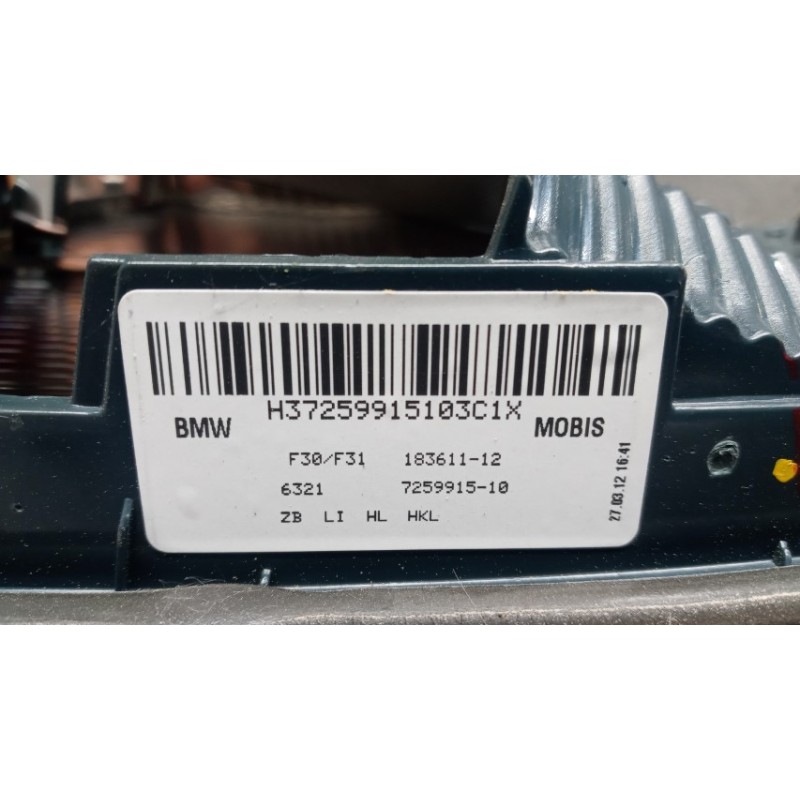 H37259915103C1X
BMW MOBIS
F30/F31 183611-12
6321 7259915-10
ZB LI HL HKL
27.03.12 16:41